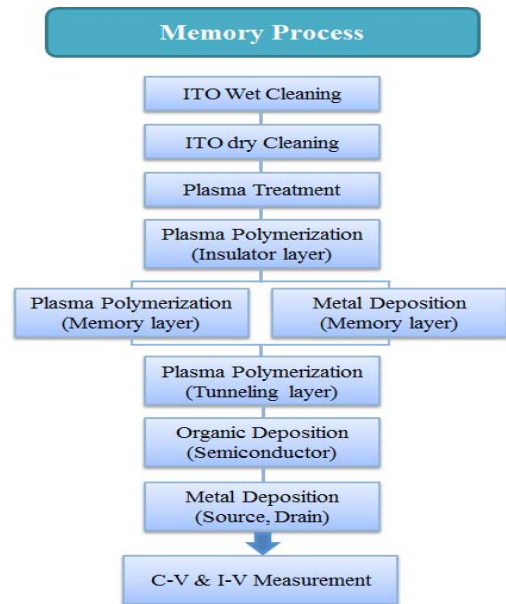 Memory Process
ITO Wet Cleaning
ITO dry Cleaning
Plasma Treatment
Plasma Polymerization
(Insulator layer)
Plasma Polymerization
(Memory layer)
Metal Deposition
(Memory layer)
Plasma Polymerization
(Tunneling layer)
Organic Deposition
(Semiconductor)
Metal Deposition
(Source, Drain)
C-V & I-V Measurement